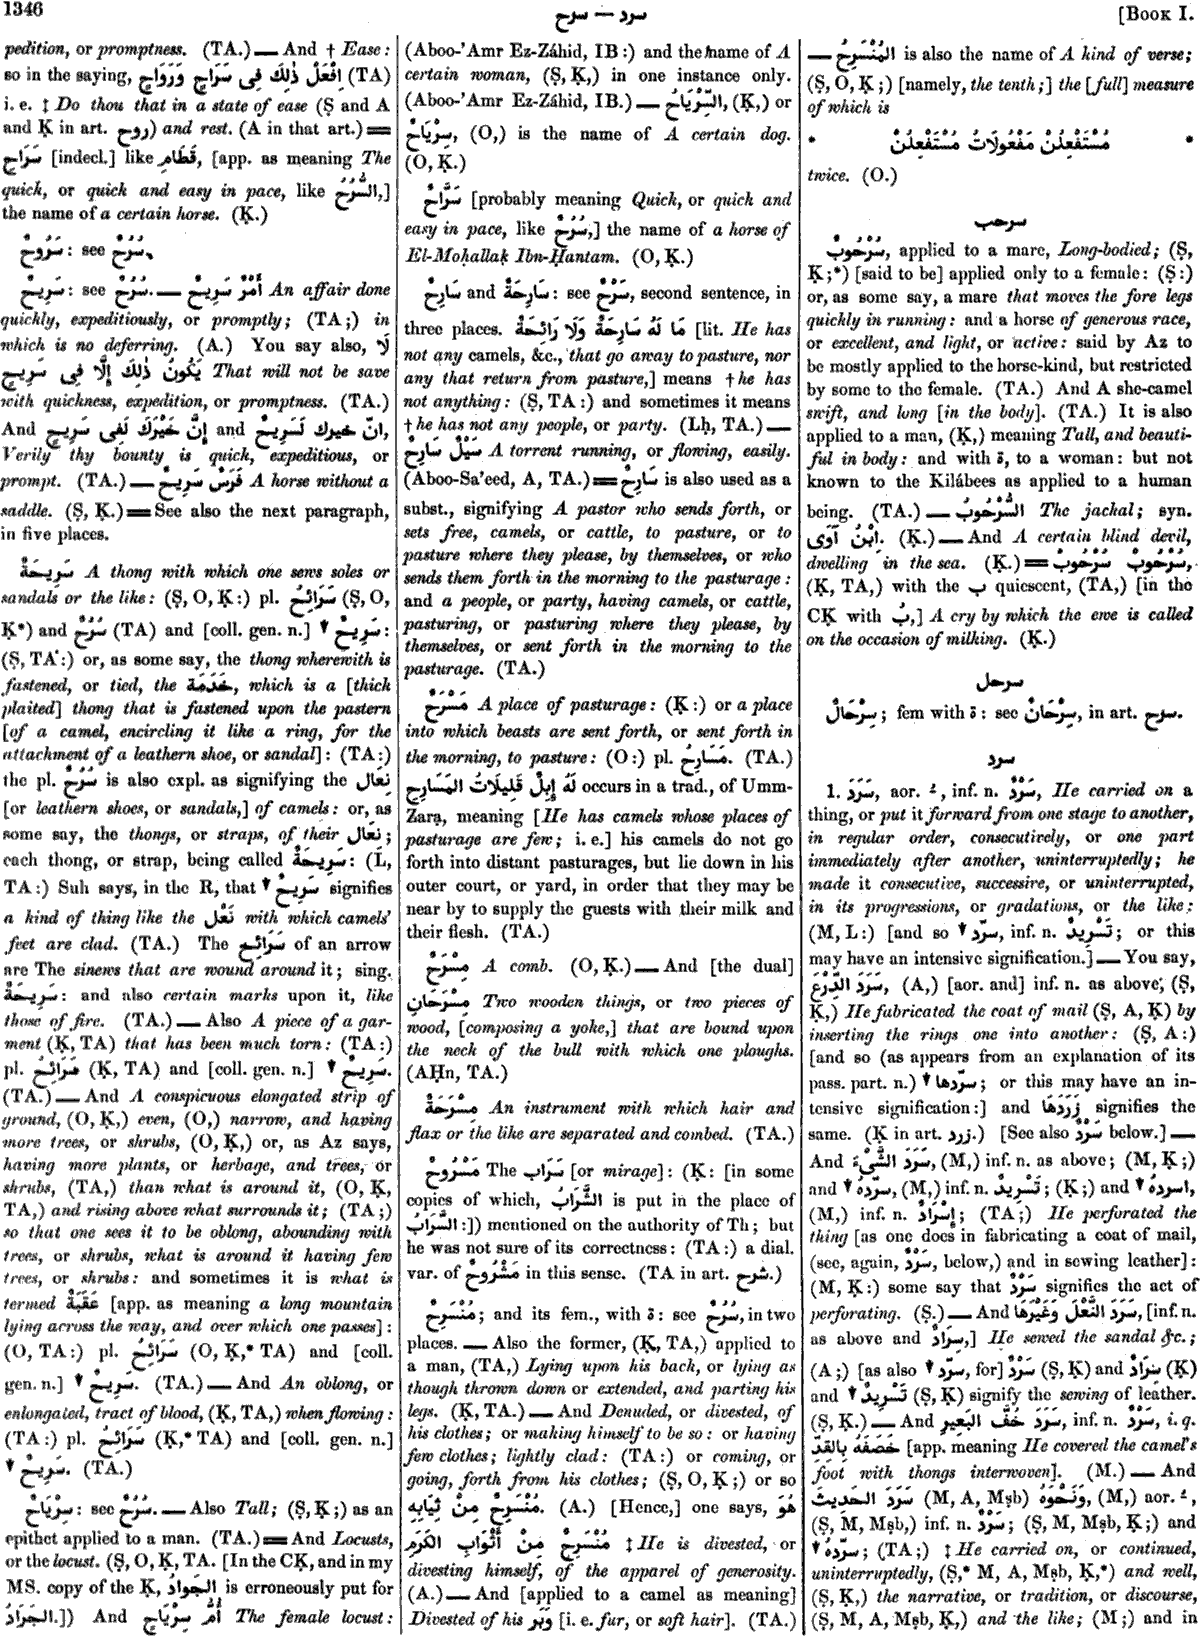 1346
سرد — سرح
[Book I.
pedition, or promptness. (TA.) — And † Ease:
so in the saying, اِفْعَلْ ذٰلِكَ فِى سَرَاحٍ وَرَوَاحٍ (TA)
i. e. ‡ Do thou that in a state of ease (Ṣ and A
and Ḳ in art. روح) and rest. (A in that art.) ═
سَرَاحِ [indecl.] like قَطَامِ, [app. as meaning The
quick, or quick and easy in pace, like السُّرُحُ,]
the name of a certain horse. (Ḳ.)
سَرُوحٌ: see سُرُحٌ.
سَرِيحٌ: see سُرُحٌ. — أَمْرٌ سَرِيحٌ An affair done
quickly, expeditiously, or promptly; (TA;) in
which is no deferring. (A.) You say also, لَا
يَكُونُ ذٰلِكَ إِلَّا فِى سَرِيحٍ That will not be save
with quickness, expedition, or promptness. (TA.)
And إِنَّ خَيْرَكَ لَفِى سَرِيحٍ and انّ خيرك لَسَرِيحٌ,
Verily thy bounty is quick, expeditious, or
prompt. (TA.) — فَرَسٌ سَرِيحٌ A horse without a
saddle. (Ṣ, Ḳ.) ═ See also the next paragraph,
in five places.
سَرِيحَةٌ A thong with which one sews soles or
sandals or the like: (Ṣ, O, Ḳ:) pl. سَرَائِحُ (Ṣ, O,
Ḳ*) and سُرُحٌ (TA) and [coll. gen. n.] ▼ سَرِيحٌ:
(Ṣ, TA:) or, as some say, the thong wherewith is
fastened, or tied, the خَدَمَة, which is a [thick
plaited] thong that is fastened upon the pastern
[of a camel, encircling it like a ring, for the
attachment of a leathern shoe, or sandal]: (TA:)
the pl. سُرُحٌ is also expl. as signifying the نِعَال
[or leathern shoes, or sandals,] of camels: or, as
some say, the thongs, or straps, of their نِعَال;
each thong, or strap, being called سَرِيحَةٌ: (L,
TA:) Suh says, in the R, that ▼ سَرِيحٌ signifies
a kind of thing like the نَعْل with which camels'
feet are clad. (TA.) The سَرَائِح of an arrow
are The sinews that are wound around it; sing.
سَرِيحَةٌ: and also certain marks upon it, like
those of fire. (TA.) — Also A piece of a gar-
ment (Ḳ, TA) that has been much torn: (TA:)
pl. سَرَائِحُ (Ḳ, TA) and [coll. gen. n.] ▼ سَرِيحٌ.
(TA.) — And A conspicuous elongated strip of
ground, (O, Ḳ,) even, (O,) narrow, and having
more trees, or shrubs, (O, Ḳ,) or, as Az says,
having more plants, or herbage, and trees, or
shrubs, (TA,) than what is around it, (O, Ḳ,
TA,) and rising above what surrounds it; (TA;)
so that one sees it to be oblong, abounding with
trees, or shrubs, what is around it having few
trees, or shrubs: and sometimes it is what is
termed عَقَبَة [app. as meaning a long mountain
lying across the way, and over which one passes]:
(O, TA:) pl. سَرَائِحُ (O, Ḳ,* TA) and [coll.
gen. n.] ▼ سَرِيحٌ. (TA.) — And An oblong, or
enlongated, tract of blood, (Ḳ, TA,) when flowing:
(TA:) pl. سَرَائِحُ (Ḳ,* TA) and [coll. gen. n.]
▼ سَرِيحٌ. (TA.)
سِرْيَاحٌ: see سُرُحٌ. — Also Tall; (Ṣ, Ḳ;) as an
epithet applied to a man. (TA.) ═ And Locusts,
or the locust. (Ṣ, O, Ḳ, TA. [In the CḲ, and in my
MS. copy of the Ḳ, الجَوادُ is erroneously put for
الجَرَادُ.]) And أُمُّ سِرْيَاحٍ The female locust:
(Aboo-'Amr Ez-Záhid, IB:) and the name of A
certain woman, (Ṣ, Ḳ,) in one instance only.
(Aboo-'Amr Ez-Záhid, IB.) — السِّرْيَاحُ, (Ḳ,) or
سِرْيَاحٌ, (O,) is the name of A certain dog.
(O, Ḳ.)
سَرَّاحٌ [probably meaning Quick, or quick and
easy in pace, like سُرُحٌ,] the name of a horse of
El-Moḥallaḳ Ibn-Ḥantam. (O, Ḳ.)
سَارِحٌ and سَارِحَةٌ: see سَرْحٌ, second sentence, in
three places. مَا لَهُ سَارِحَةٌ وَلَا رَائِحَةٌ [lit. He has
not any camels, &c., that go away to pasture, nor
any that return from pasture,] means † he has
not anything: (Ṣ, TA:) and sometimes it means
† he has not any people, or party. (Lḥ, TA.) —
سَيْلٌ سَارِحٌ A torrent running, or flowing, easily.
(Aboo-Sa'eed, A, TA.) ═ سَارِحٌ is also used as a
subst., signifying A pastor who sends forth, or
sets free, camels, or cattle, to pasture, or to
pasture where they please, by themselves, or who
sends them forth in the morning to the pasturage:
and a people, or party, having camels, or cattle,
pasturing, or pasturing where they please, by
themselves, or sent forth in the morning to the
pasturage. (TA.)
مَسْرَحٌ A place of pasturage: (Ḳ:) or a place
into which beasts are sent forth, or sent forth in
the morning, to pasture: (O:) pl. مَسَارِحُ. (TA.)
لَهُ إِبِلٌ قَلِيلَاتُ المَسَارِحِ occurs in a trad., of Umm-
Zara, meaning [He has camels whose places of
pasturage are few; i. e.] his camels do not go
forth into distant pasturages, but lie down in his
outer court, or yard, in order that they may be
near by to supply the guests with their milk and
their flesh. (TA.)
مِسْرَحٌ A comb. (O, Ḳ.) — And [the dual]
مِسْرَحَانِ Two wooden things, or two pieces of
wood, [composing a yoke,] that are bound upon
the neck of the bull with which one ploughs.
(AḤn, TA.)
مِسْرَحَةٌ An instrument with which hair and
flax or the like are separated and combed. (TA.)
مَسْرُوحٌ The سَرَاب [or mirage]: (Ḳ: [in some
copies of which, الشَّرَابُ is put in the place of
السَّرَابُ:]) mentioned on the authority of Th; but
he was not sure of its correctness: (TA:) a dial.
var. of مَشْرُوحٌ in this sense. (TA in art. شرح.)
مُنْسَرِحٌ; and its fem., with ة: see سُرُحٌ, in two
places. — Also the former, (Ḳ, TA,) applied to
a man, (TA,) Lying upon his back, or lying as
though thrown down or extended, and parting his
legs. (Ḳ, TA.) — And Denuded, or divested, of
his clothes; or making himself to be so: or having
few clothes; lightly clad: (TA:) or coming, or
going, forth from his clothes; (Ṣ, O, Ḳ;) or so
مُنْسَرِحٌ مِنْ ثِيَابِهِ. (A.) [Hence,] one says, هُوَ
مُنْسَرِحٌ مِنْ أَثْوَابِ الكَرَمِ ‡ He is divested, or
divesting himself, of the apparel of generosity.
(A.) — And [applied to a camel as meaning]
Divested of his وَبَر [i. e. fur, or soft hair]. (TA.)
— المُنْسَرِحُ is also the name of A kind of verse;
(Ṣ, O, Ḳ;) [namely, the tenth;] the [full] measure
of which is
* مُسْتَفْعِلُنْ مَفْعُولَاتُ مُسْتَفْعِلُنْ *
twice. (O.)
سرحب
سُرْحُوبٌ, applied to a mare, Long-bodied; (Ṣ,
Ḳ;*) [said to be] applied only to a female: (Ṣ:)
or, as some say, a mare that moves the fore legs
quickly in running: and a horse of generous race,
or excellent, and light, or active: said by Az to
be mostly applied to the horse-kind, but restricted
by some to the female. (TA.) And A she-camel
swift, and long [in the body]. (TA.) It is also
applied to a man, (Ḳ,) meaning Tall, and beauti-
ful in body: and with ة, to a woman: but not
known to the Kilábees as applied to a human
being. (TA.) — السُّرْحُوبُ The jackal; syn.
اِبْنُ آوَى. (Ḳ.) — And A certain blind devil,
dwelling in the sea. (Ḳ.) ═ سُرْحُوبْ سُرْحُوبْ,
(Ḳ, TA,) with the ب quiescent, (TA,) [in the
CḲ with بُ,] A cry by which the ewe is called
on the occasion of milking. (Ḳ.)
سرحل
سِرْحَالٌ; fem with ة: see سِرْحَانٌ, in art. سرح.
سرد
1. سَرَدَ, aor. ـُ, inf. n. سَرْدٌ, He carried on a
thing, or put it forward from one stage to another,
in regular order, consecutively, or one part
immediately after another, uninterruptedly; he
made it consecutive, successive, or uninterrupted,
in its progressions, or gradations, or the like:
(M, L:) [and so ▼ سرّد, inf. n. تَسْرِيدٌ; or this
may have an intensive signification.] — You say,
سَرَدَ الدِّرْعَ, (A,) [aor. and] inf. n. as above, (Ṣ,
Ḳ,) He fabricated the coat of mail (Ṣ, A, Ḳ) by
inserting the rings one into another: (Ṣ, A:)
[and so (as appears from an explanation of its
pass. part. n.) ▼ سرّدها; or this may have an in-
tensive signification:] and زَرَدَهَا signifies the
same. (Ḳ in art. زرد.) [See also سَرْدٌ below.] —
And سَرَدَ الشَّىْءَ, (M,) inf. n. as above; (M, Ḳ;)
and ▼ سرّدهُ, (M,) inf. n. تَسْرِيدٌ; (Ḳ;) and ▼ اسردهُ,
(M,) inf. n. إِسْرَادٌ; (TA;) He perforated the
thing [as one does in fabricating a coat of mail,
(see, again, سَرْدٌ, below,) and in sewing leather]:
(M, Ḳ:) some say that سَرْدٌ signifies the act of
perforating. (Ṣ.) — And سَرَدَ النَّعْلَ وَغَيْرَهَا, [inf. n.
as above and سِرَادٌ,] He sewed the sandal &c.;
(A;) [as also ▼ سرّد, for] سَرْدٌ (Ṣ, Ḳ) and سِرَادٌ (Ḳ)
and ▼ تَسْرِيدٌ (Ṣ, Ḳ) signify the sewing of leather.
(Ṣ, Ḳ.) — And سَرَدَ خُفَّ البَعِيرِ, inf. n. سَرْدٌ, i. q.
خَصَفَهُ بِالقِدِّ [app. meaning He covered the camel's
foot with thongs interwoven]. (M.) — And
سَرَدَ الحَدِيثَ (M, A, Mṣb) وَنَحْوَهُ, (M,) aor. ـُ,
(Ṣ, M, Mṣb,) inf. n. سَرْدٌ; (Ṣ, M, Mṣb, Ḳ;) and
▼ سرّدهُ; (TA;) ‡ He carried on, or continued,
uninterruptedly, (Ṣ,* M, A, Mṣb, Ḳ,*) and well,
(Ṣ, Ḳ,) the narrative, or tradition, or discourse,
(Ṣ, M, A, Mṣb, Ḳ,) and the like; (M;) and in